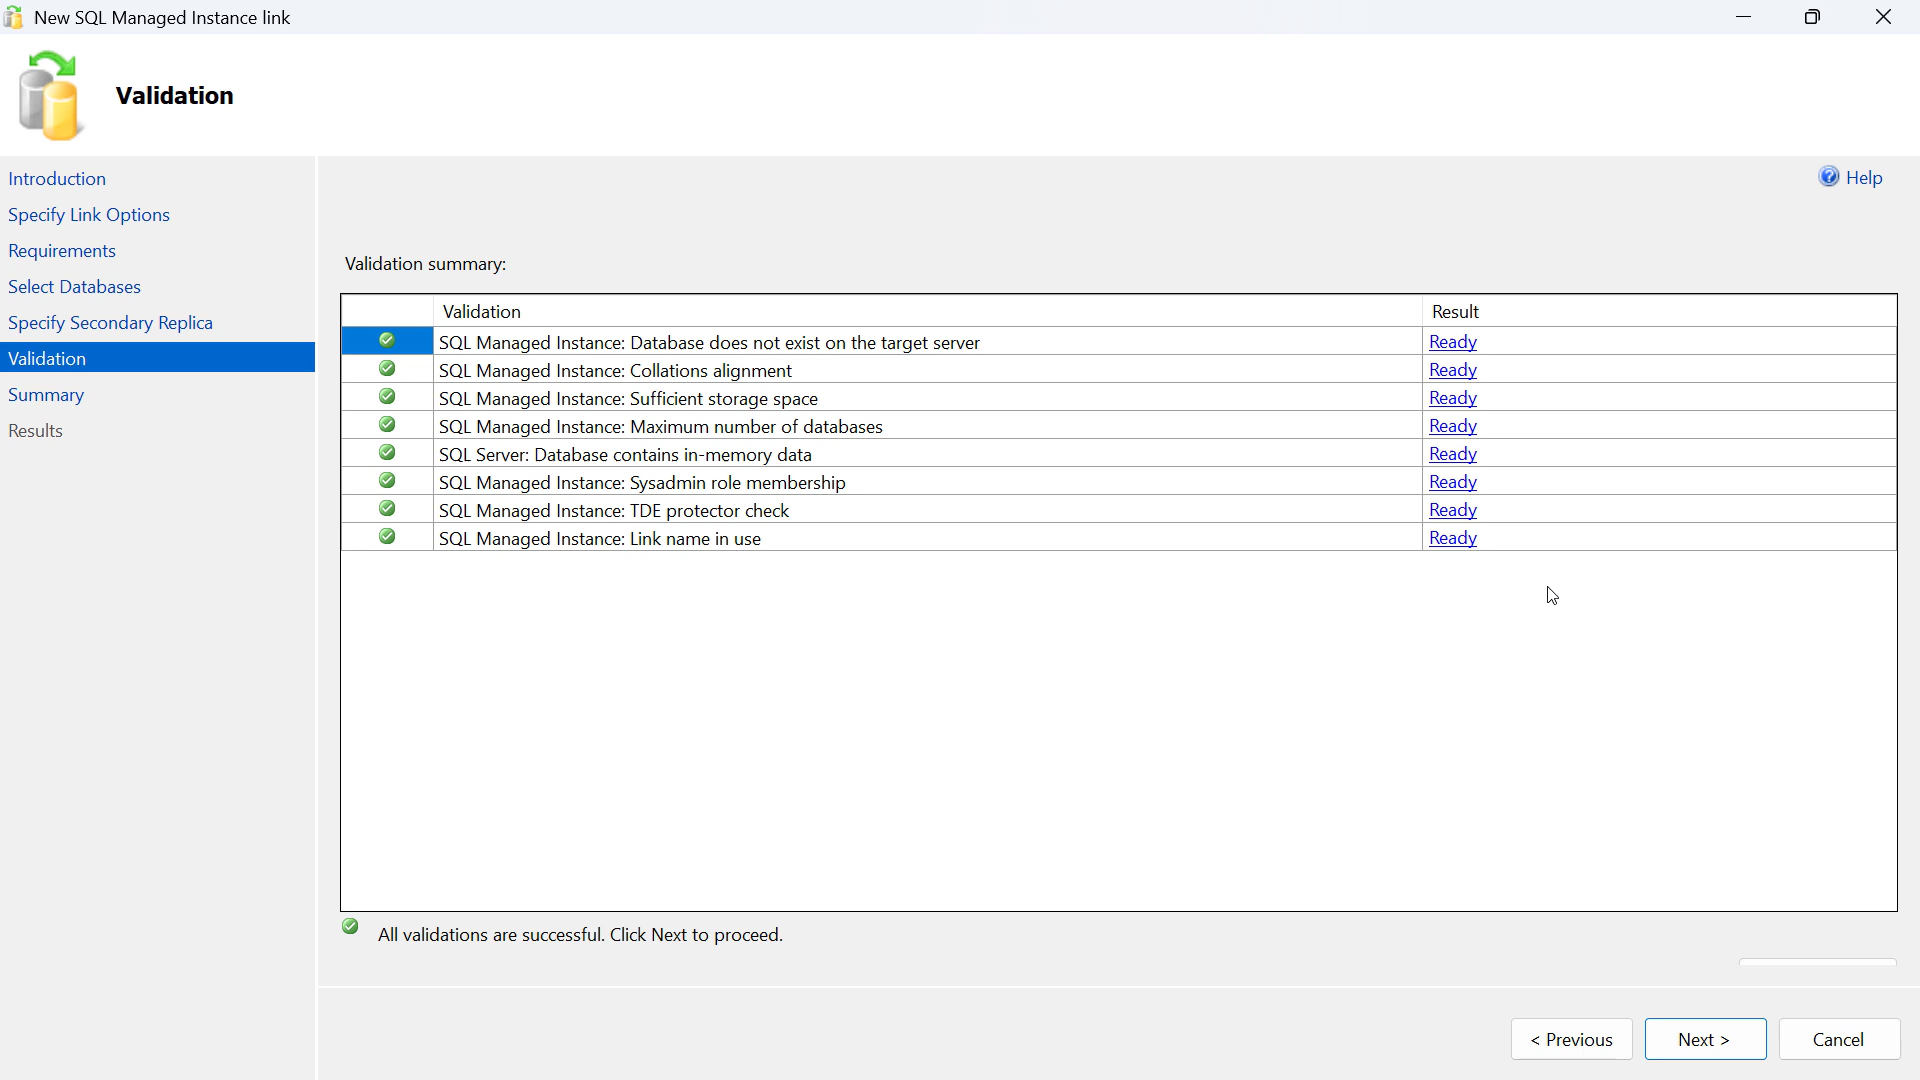 New SQL Managed Instance link
Validation
Introduction
Specify Link Options
Requirements
Select Databases
Specify Secondary Replica
Validation
Summary
Results
Help
Validation summary:
Validation Result
SQL Managed Instance: Database does not exist on the target server Ready
SQL Managed Instance: Collations alignment Ready
SQL Managed Instance: Sufficient storage space Ready
SQL Managed Instance: Maximum number of databases Ready
SQL Server: Database contains in-memory data Ready
SQL Managed Instance: Sysadmin role membership Ready
SQL Managed Instance: TDE protector check Ready
SQL Managed Instance: Link name in use Ready
All validations are successful. Click Next to proceed.
< Previous Next > Cancel